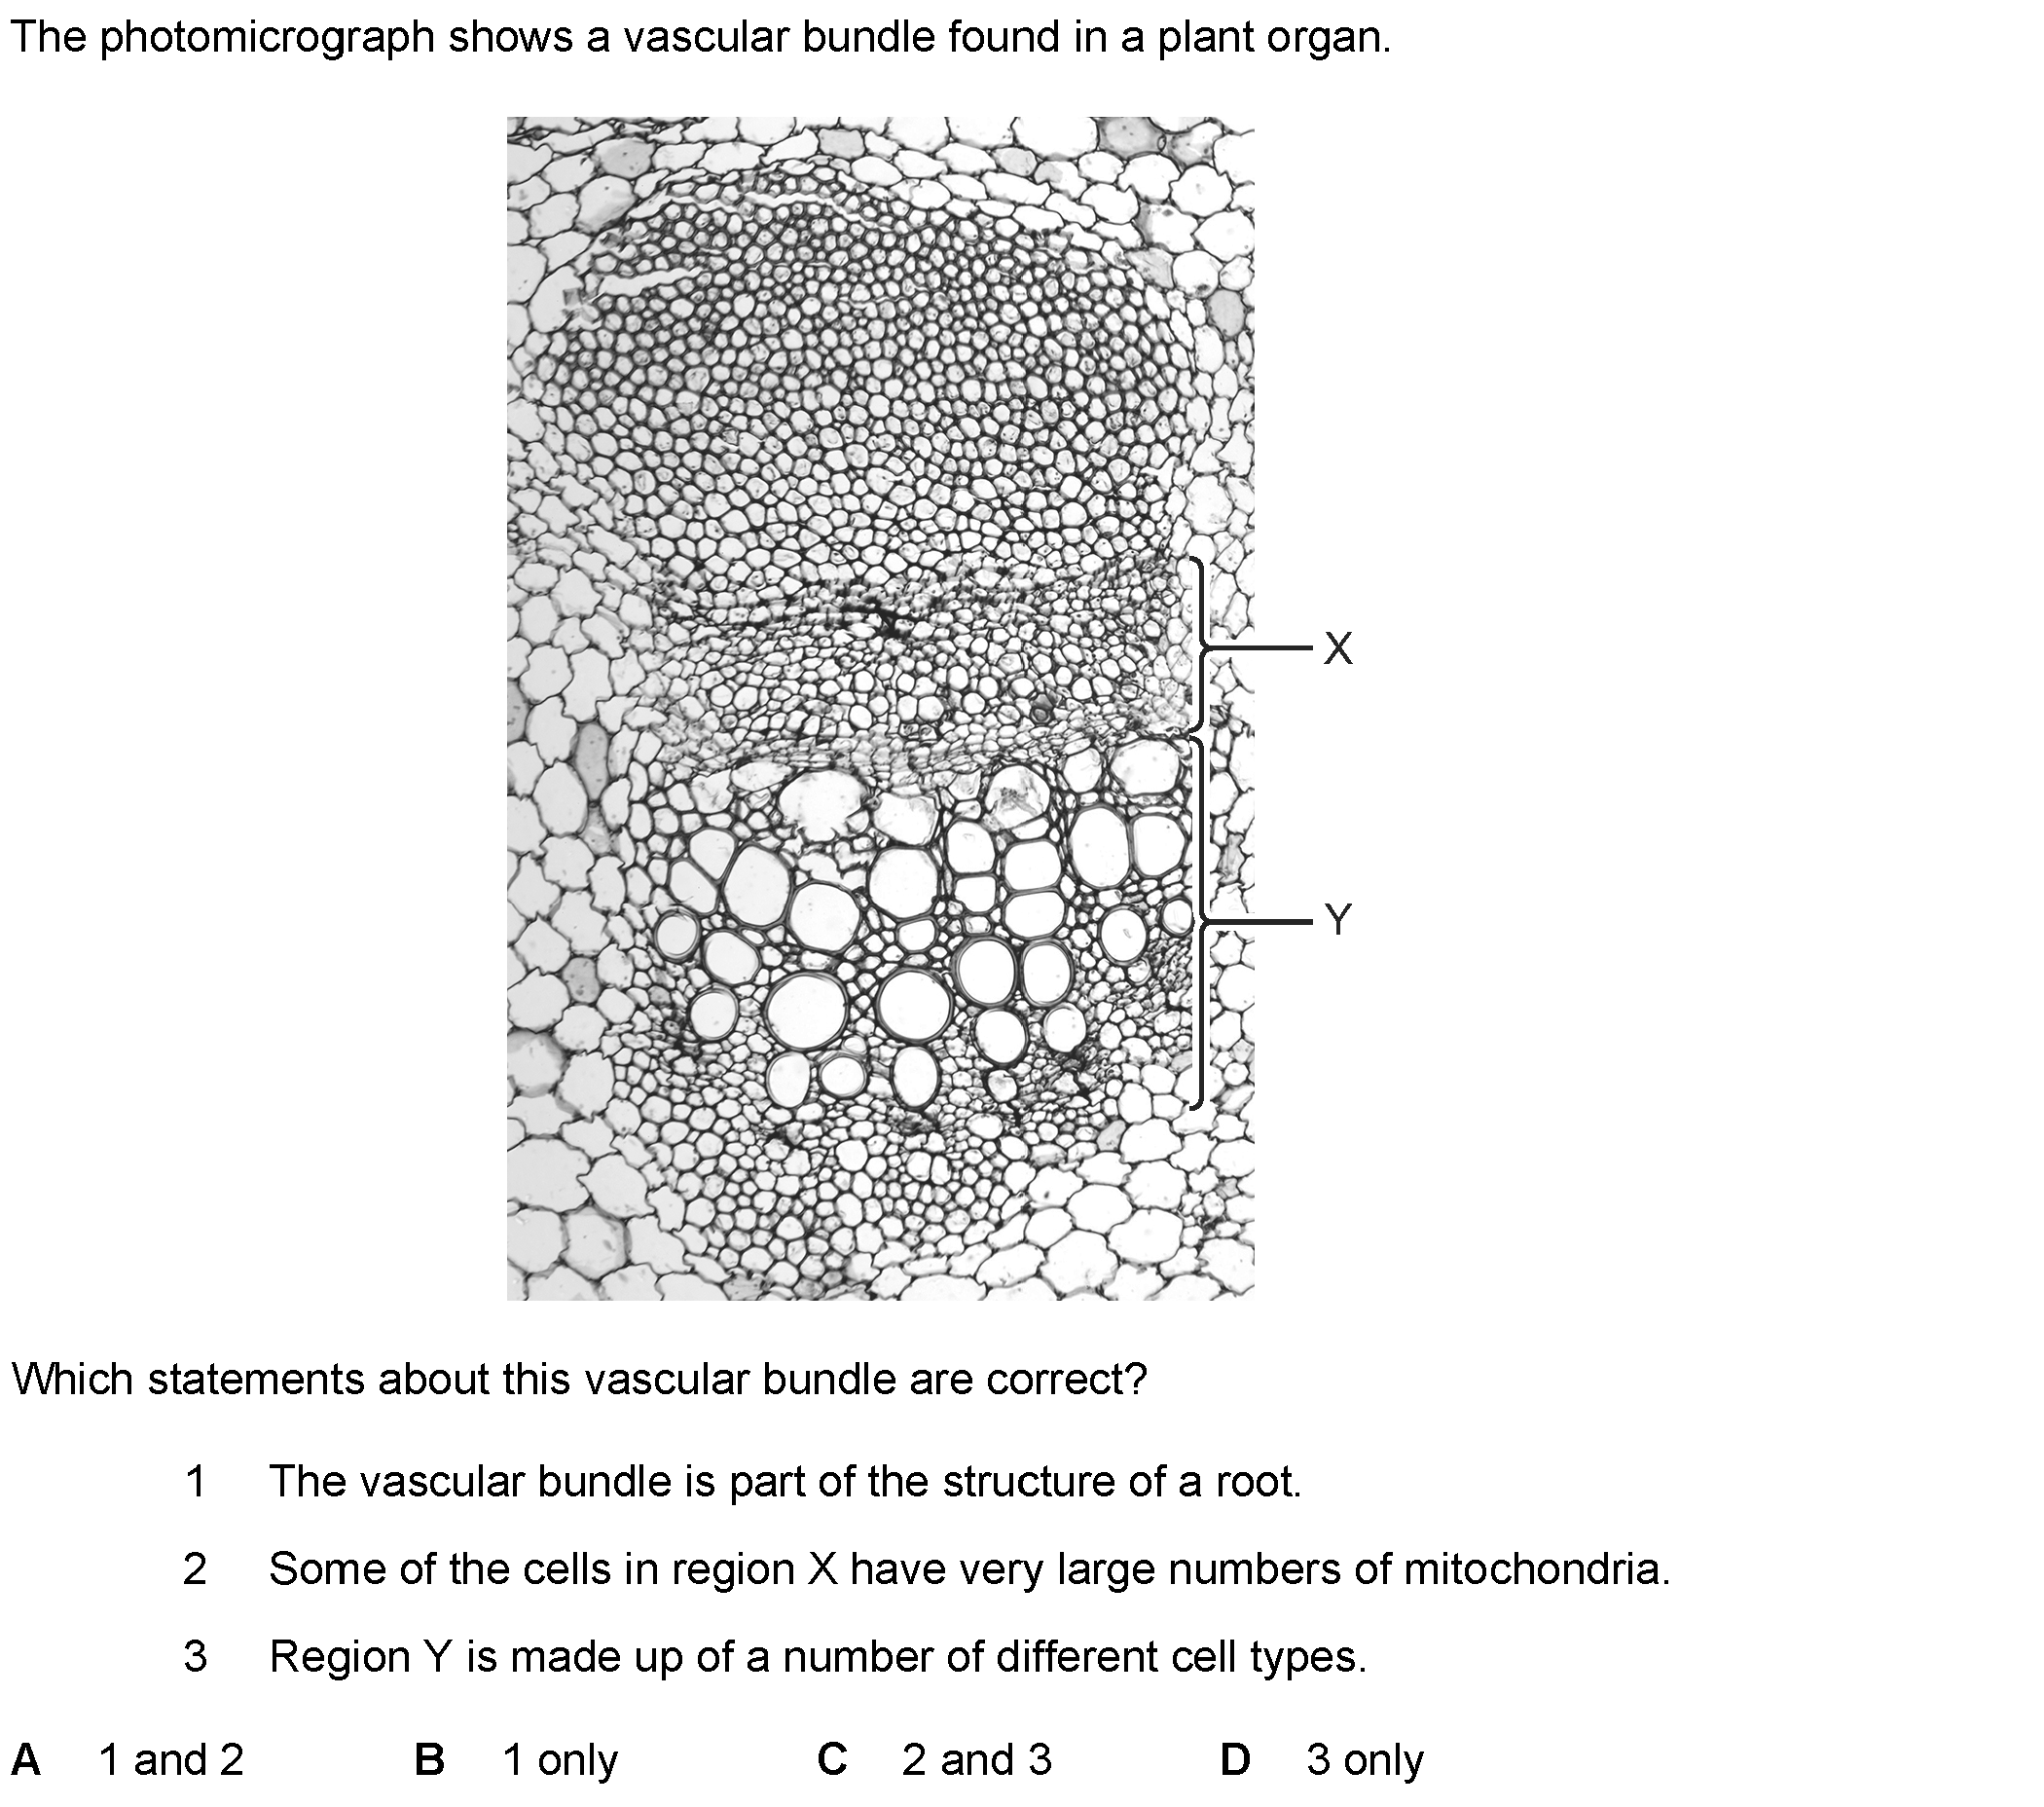 The photomicrograph shows a vascular bundle found in a plant organ.
X
Y
Which statements about this vascular bundle are correct?
1 The vascular bundle is part of the structure of a root.
2 Some of the cells in region X have very large numbers of mitochondria.
3 Region Y is made up of a number of different cell types.
A 1 and 2 B 1 only C 2 and 3 D 3 only